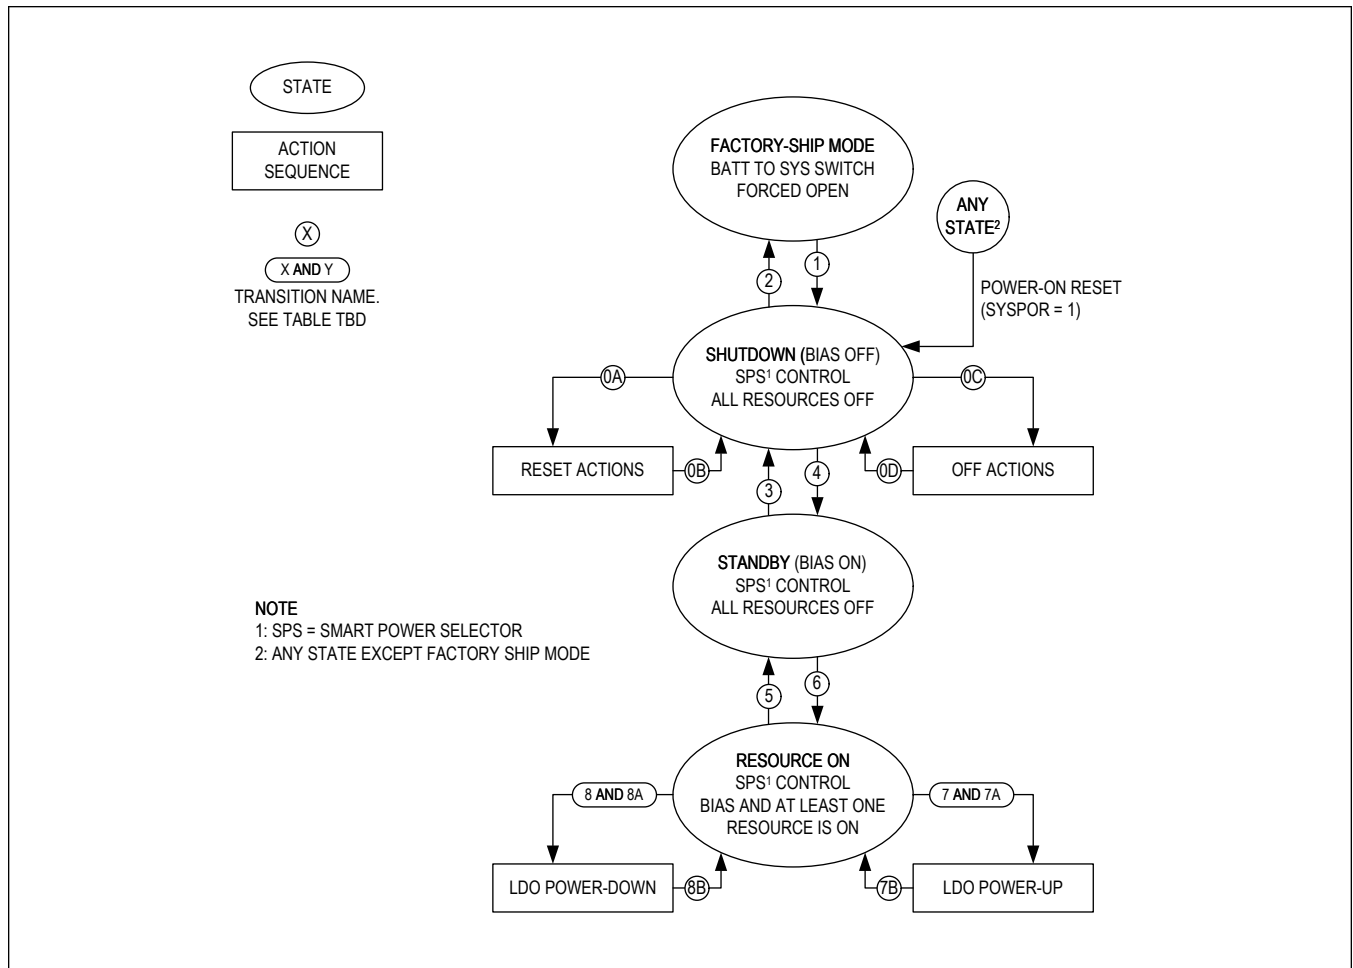 STATE
ACTION
SEQUENCE
X
X AND Y
TRANSITION NAME.
SEE TABLE TBD
FACTORY-SHIP MODE
BATT TO SYS SWITCH
FORCED OPEN
ANY
STATE²
POWER-ON RESET
(SYSPOR = 1)
2
1
SHUTDOWN (BIAS OFF)
SPS¹ CONTROL
ALL RESOURCES OFF
0A
0C
RESET ACTIONS
0B
0D
OFF ACTIONS
3
4
STANDBY (BIAS ON)
SPS¹ CONTROL
ALL RESOURCES OFF
NOTE
1: SPS = SMART POWER SELECTOR
2: ANY STATE EXCEPT FACTORY SHIP MODE
5
6
RESOURCE ON
SPS¹ CONTROL
BIAS AND AT LEAST ONE
RESOURCE IS ON
8 AND 8A
7 AND 7A
LDO POWER-DOWN
8B
7B
LDO POWER-UP